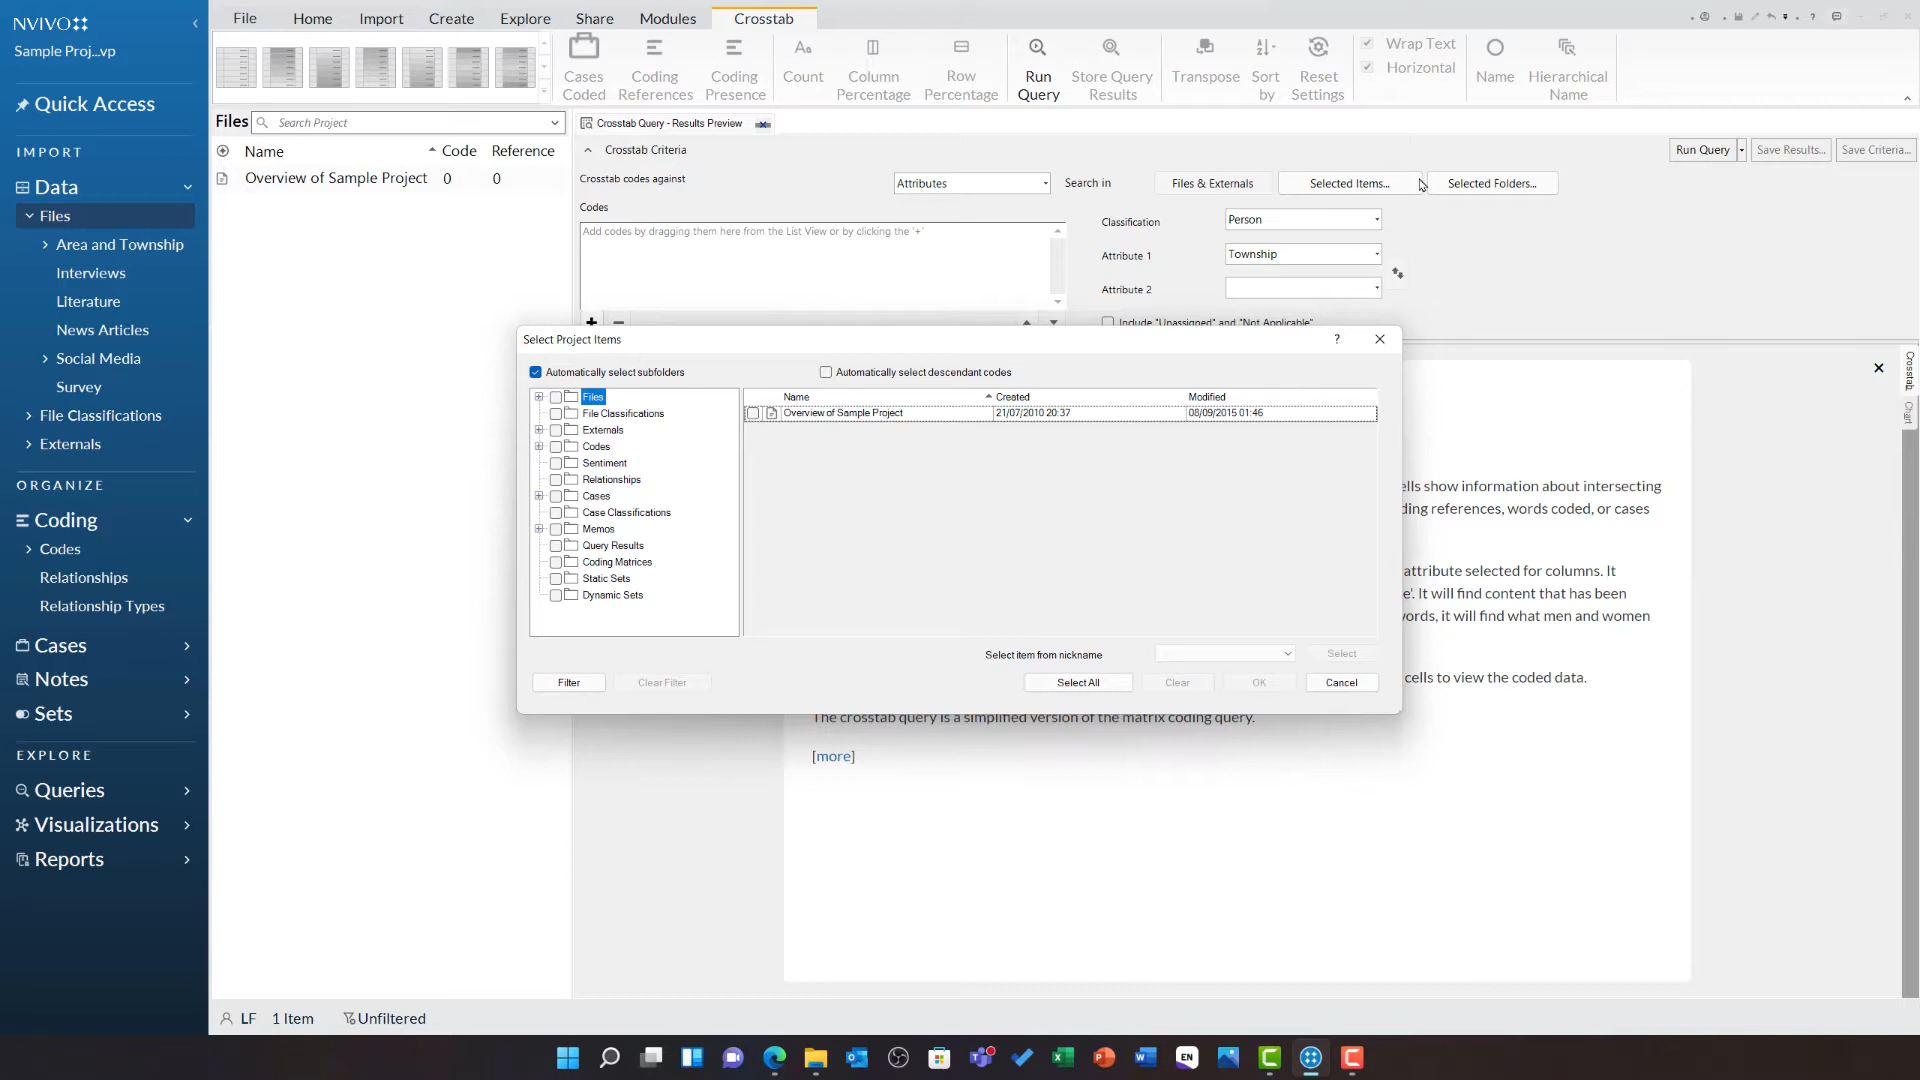 NVIVO
Sample Proj...vp
File Home Import Create Explore Share Modules Crosstab
Cases Coded
Coding References
Coding Presence
Count
Column Percentage
Row Percentage
Run Query
Store Query Results
Transpose
Sort by
Reset Settings
Wrap Text
Horizontal
Name
Hierarchical Name
Quick Access
IMPORT
Data
Files
Area and Township
Interviews
Literature
News Articles
Social Media
Survey
File Classifications
Externals
ORGANIZE
Coding
Codes
Relationships
Relationship Types
Cases
Notes
Sets
EXPLORE
Queries
Visualizations
Reports
Files Search Project
Name Code Reference
Overview of Sample Project 0 0
Crosstab Query - Results Preview
Crosstab Criteria
Run Query Save Results... Save Criteria...
Crosstab codes against Attributes Search in Files & Externals Selected Items... Selected Folders...
Codes
Add codes by dragging them here from the List View or by clicking the '+'
Classification Person
Attribute 1 Township
Attribute 2
Include "Unassigned" and "Not Applicable"
Select Project Items ?
Automatically select subfolders Automatically select descendant codes
Files
File Classifications
Externals
Codes
Sentiment
Relationships
Cases
Case Classifications
Memos
Query Results
Coding Matrices
Static Sets
Dynamic Sets
Name Created Modified
Overview of Sample Project 21/07/2010 20:37 08/09/2015 01:46
Select item from nickname Select
Filter Clear Filter Select All Clear OK Cancel
ells show information about intersecting
ding references, words coded, or cases
attribute selected for columns. It
e'. It will find content that has been
words, it will find what men and women
cells to view the coded data.
The crosstab query is a simplified version of the matrix coding query.
[more]
Crosstab
Chart
LF 1 Item Unfiltered
EN